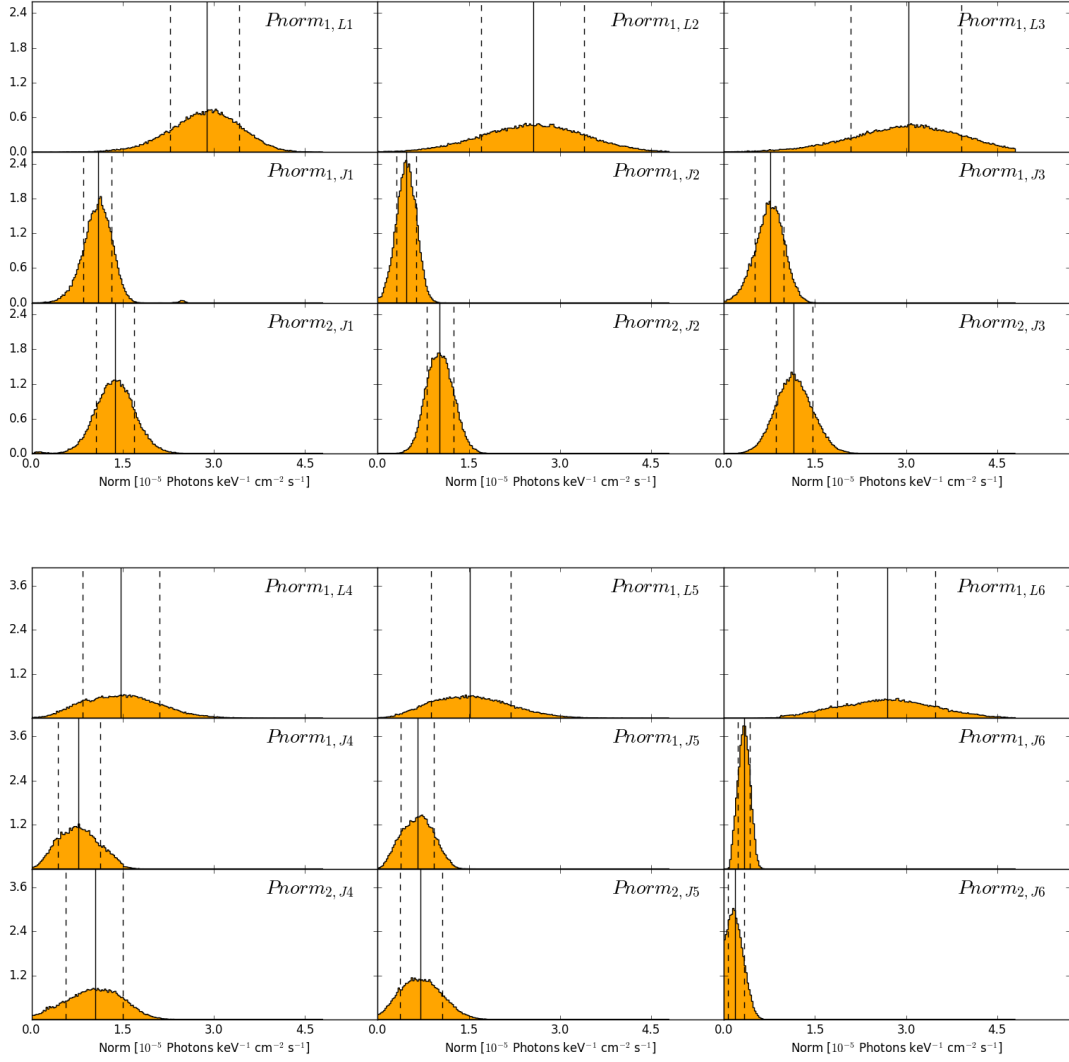 2.4
1.8
1.2
0.6
0.0
Pnorm1, L1
Pnorm1, L2
Pnorm1, L3
2.4
1.8
1.2
0.6
0.0
Pnorm1, J1
Pnorm1, J2
Pnorm1, J3
2.4
1.8
1.2
0.6
0.0
Pnorm2, J1
Pnorm2, J2
Pnorm2, J3
0.0 1.5 3.0 4.5 0.0 1.5 3.0 4.5 0.0 1.5 3.0 4.5
Norm [10⁻⁵ Photons keV⁻¹ cm⁻² s⁻¹] Norm [10⁻⁵ Photons keV⁻¹ cm⁻² s⁻¹] Norm [10⁻⁵ Photons keV⁻¹ cm⁻² s⁻¹]
3.6
2.4
1.2
Pnorm1, L4
Pnorm1, L5
Pnorm1, L6
3.6
2.4
1.2
Pnorm1, J4
Pnorm1, J5
Pnorm1, J6
3.6
2.4
1.2
Pnorm2, J4
Pnorm2, J5
Pnorm2, J6
0.0 1.5 3.0 4.5 0.0 1.5 3.0 4.5 0.0 1.5 3.0 4.5
Norm [10⁻⁵ Photons keV⁻¹ cm⁻² s⁻¹] Norm [10⁻⁵ Photons keV⁻¹ cm⁻² s⁻¹] Norm [10⁻⁵ Photons keV⁻¹ cm⁻² s⁻¹]